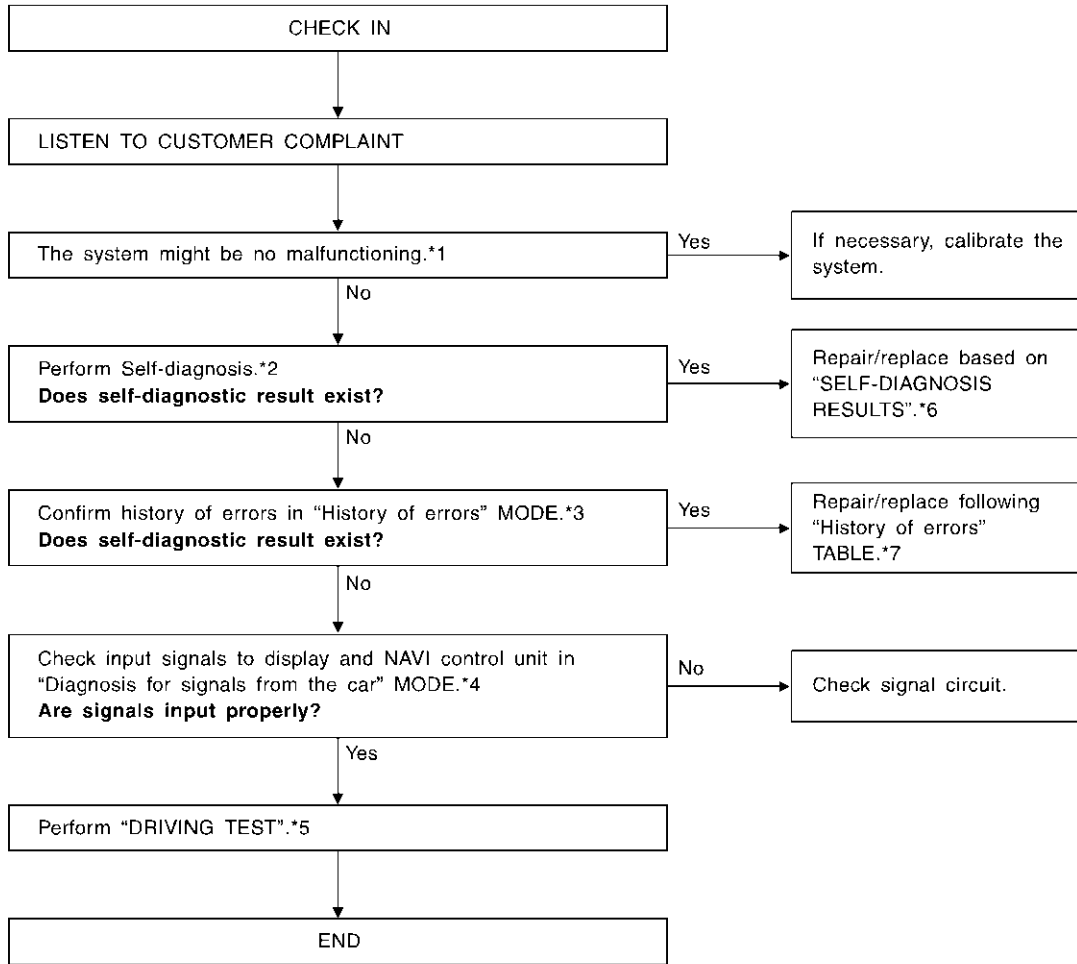 CHECK IN
LISTEN TO CUSTOMER COMPLAINT
The system might be no malfunctioning.*1
Yes
If necessary, calibrate the
system.
No
Perform Self-diagnosis.*2
Does self-diagnostic result exist?
Yes
Repair/replace based on
“SELF-DIAGNOSIS
RESULTS”.*6
No
Confirm history of errors in “History of errors” MODE.*3
Does self-diagnostic result exist?
Yes
Repair/replace following
“History of errors”
TABLE.*7
No
Check input signals to display and NAVI control unit in
“Diagnosis for signals from the car” MODE.*4
Are signals input properly?
No
Check signal circuit.
Yes
Perform “DRIVING TEST”.*5
END